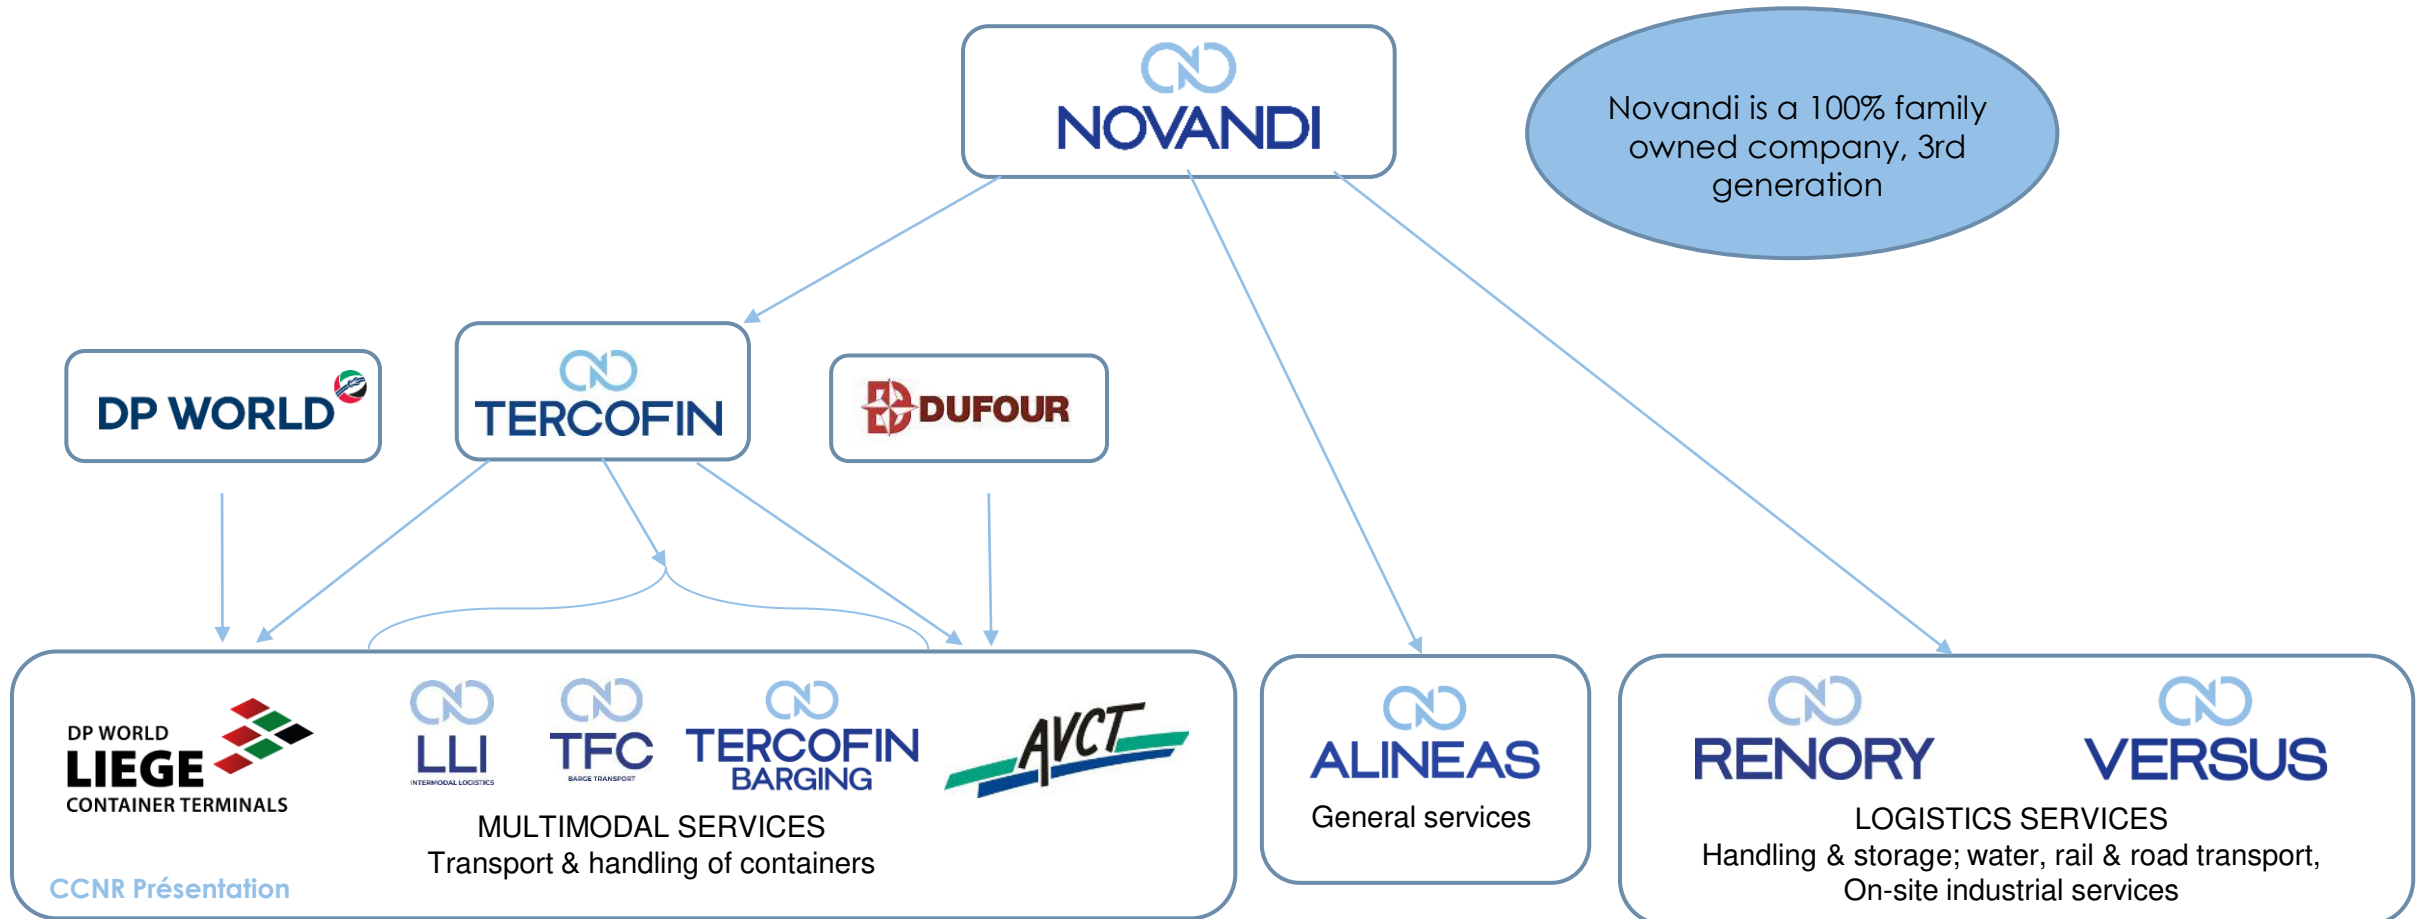 NOVANDI
Novandi is a 100% family
owned company, 3rd
generation
DP WORLD
TERCOFIN
DUFOUR
DP WORLD
LIEGE
CONTAINER TERMINALS
LLI
INTERMODAL LOGISTICS
TFC
BARGE TRANSPORT
TERCOFIN
BARGING
AVCT
MULTIMODAL SERVICES
Transport & handling of containers
CCNR Présentation
ALINEAS
General services
RENORY
VERSUS
LOGISTICS SERVICES
Handling & storage; water, rail & road transport,
On-site industrial services